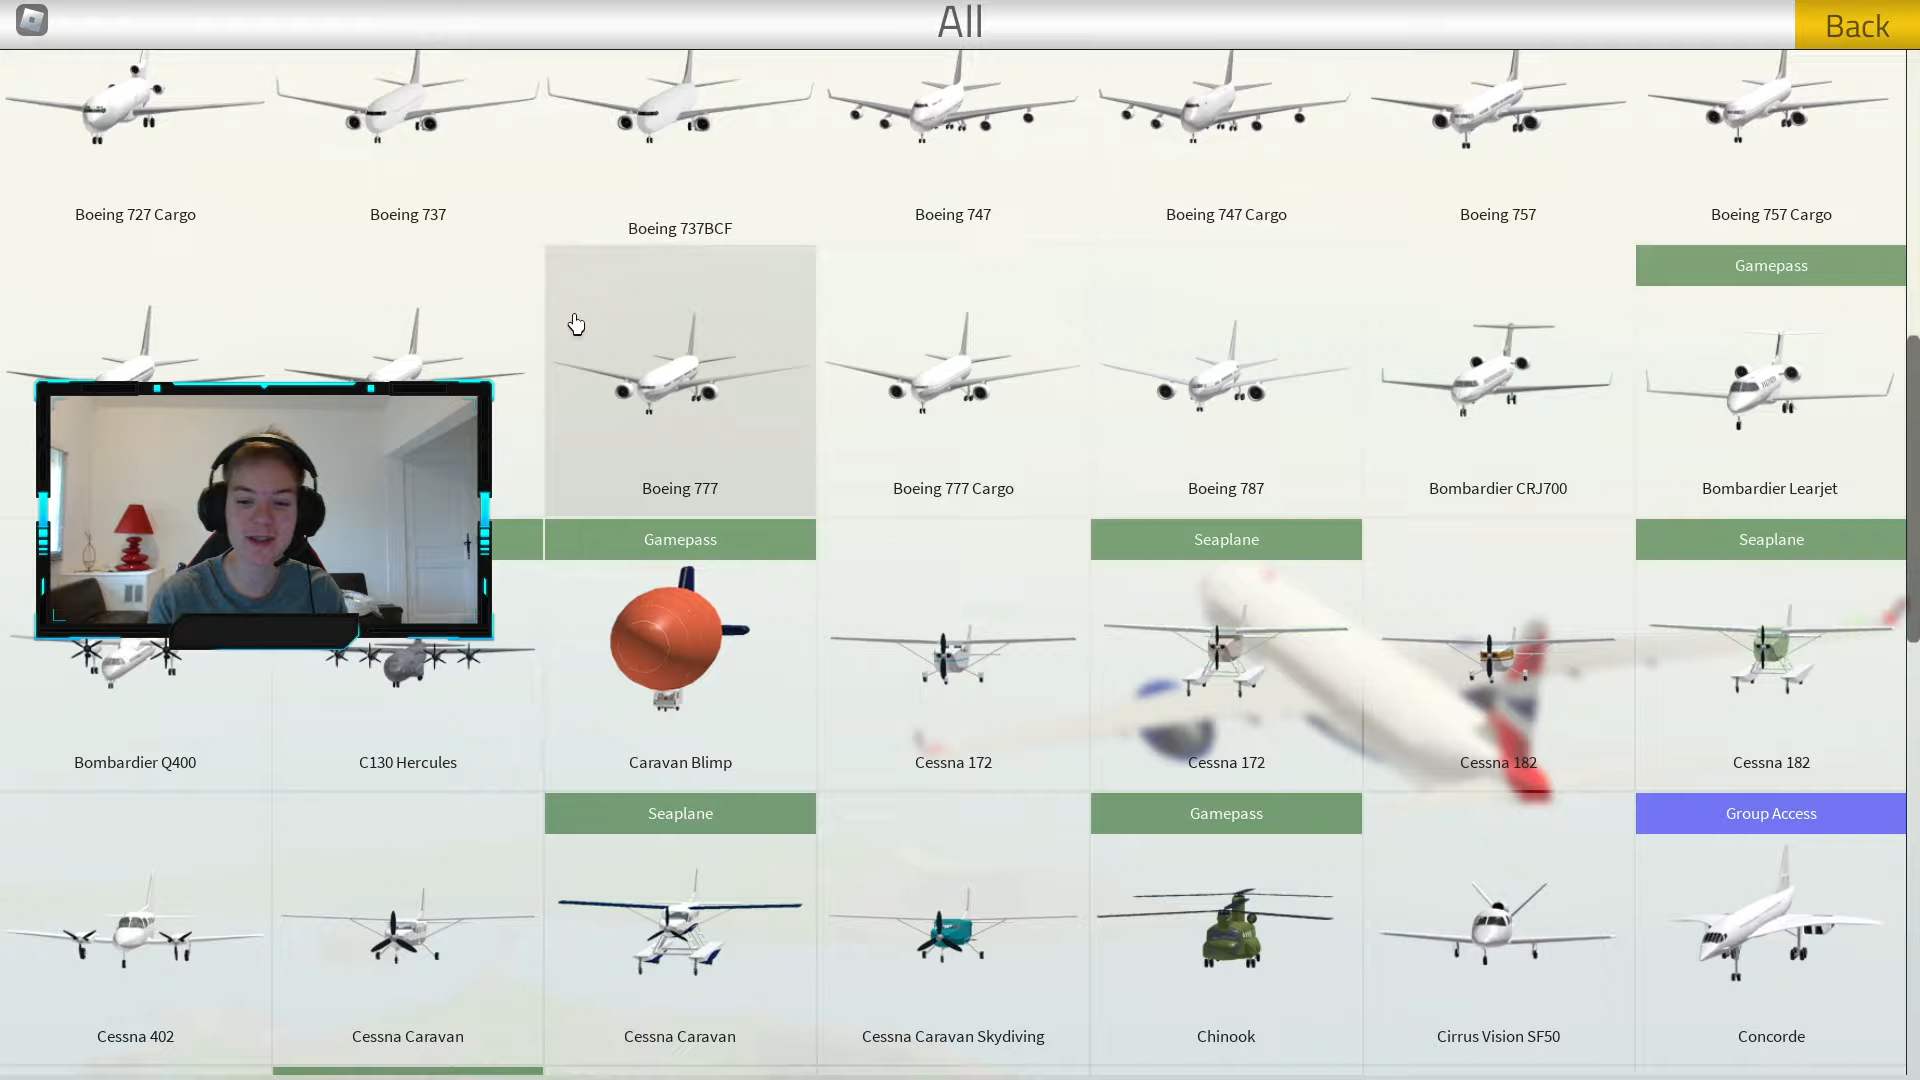 All
Back
Boeing 727 Cargo
Boeing 737
Boeing 737BCF
Boeing 747
Boeing 747 Cargo
Boeing 757
Boeing 757 Cargo
Gamepass
Boeing 777
Boeing 777 Cargo
Boeing 787
Bombardier CRJ700
Bombardier Learjet
Gamepass
Seaplane
Seaplane
Bombardier Q400
C130 Hercules
Caravan Blimp
Cessna 172
Cessna 172
Cessna 182
Cessna 182
Seaplane
Gamepass
Group Access
Cessna 402
Cessna Caravan
Cessna Caravan
Cessna Caravan Skydiving
Chinook
Cirrus Vision SF50
Concorde